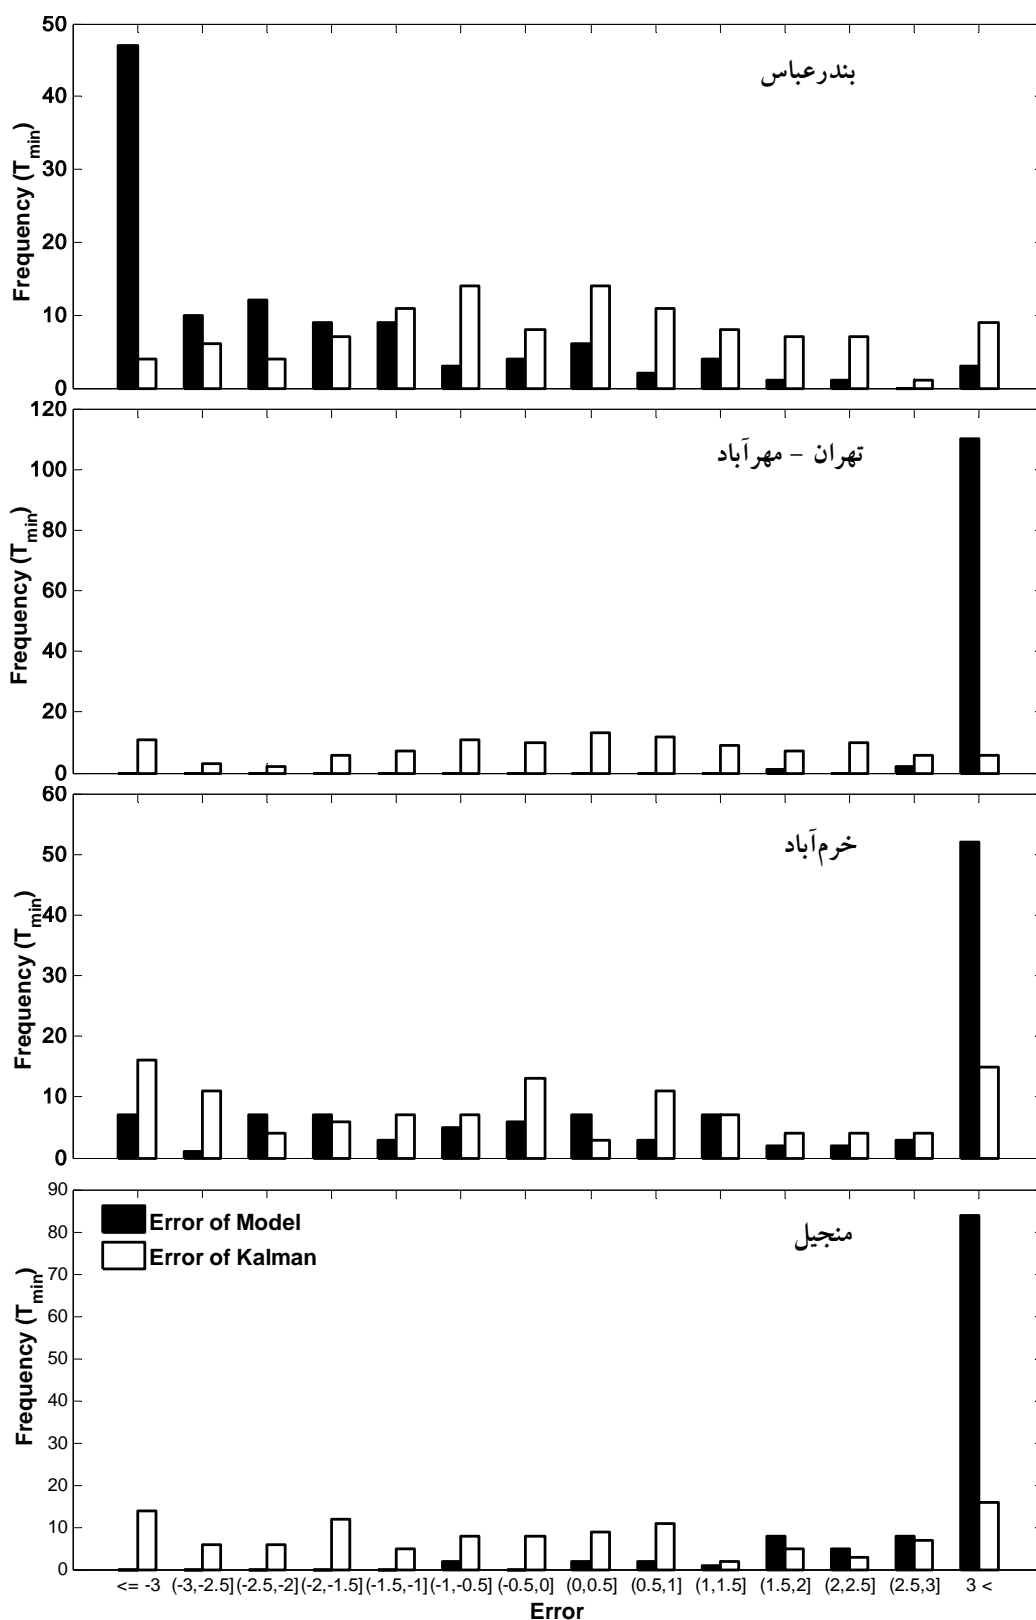 50
40
30
20
10
0
Frequency (T_min)
بندرعباس
120
100
80
60
40
20
0
Frequency (T_min)
تهران – مهرآباد
60
50
40
30
20
10
0
Frequency (T_min)
خرم‌آباد
90
80
70
60
50
40
30
20
10
0
Frequency (T_min)
Error of Model
Error of Kalman
منجیل
<= -3 (-3,-2.5] (-2.5,-2] (-2,-1.5] (-1.5,-1] (-1,-0.5] (-0.5,0] (0,0.5] (0.5,1] (1,1.5] (1.5,2] (2,2.5] (2.5,3] 3 <
Error